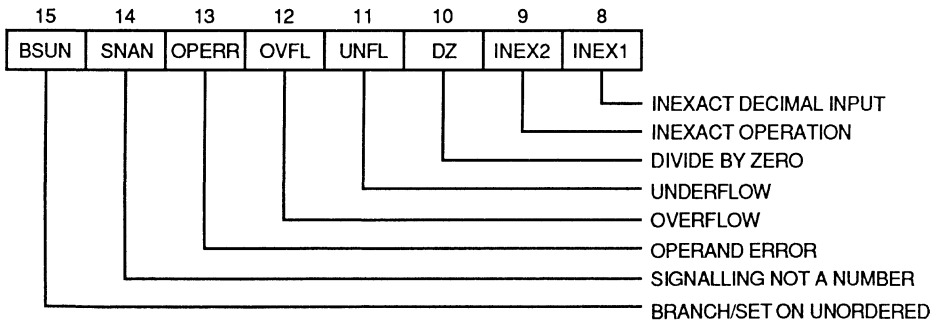 15 14 13 12 11 10 9 8
BSUN SNAN OPERR OVFL UNFL DZ INEX2 INEX1
INEXACT DECIMAL INPUT
INEXACT OPERATION
DIVIDE BY ZERO
UNDERFLOW
OVERFLOW
OPERAND ERROR
SIGNALLING NOT A NUMBER
BRANCH/SET ON UNORDERED